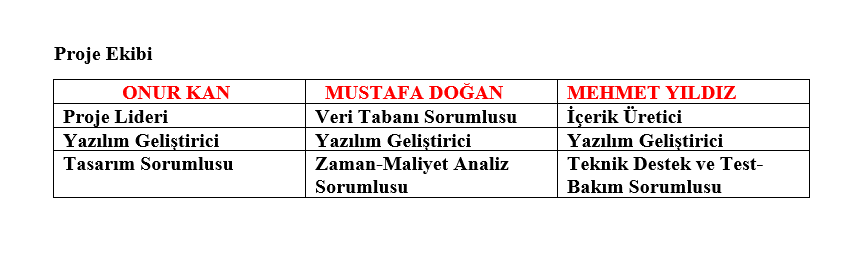 Proje Ekibi
ONUR KAN MUSTAFA DOĞAN MEHMET YILDIZ
Proje Lideri Veri Tabanı Sorumlusu İçerik Üretici
Yazılım Geliştirici Yazılım Geliştirici Yazılım Geliştirici
Tasarım Sorumlusu Zaman-Maliyet Analiz Teknik Destek ve Test-
Sorumlusu Bakım Sorumlusu